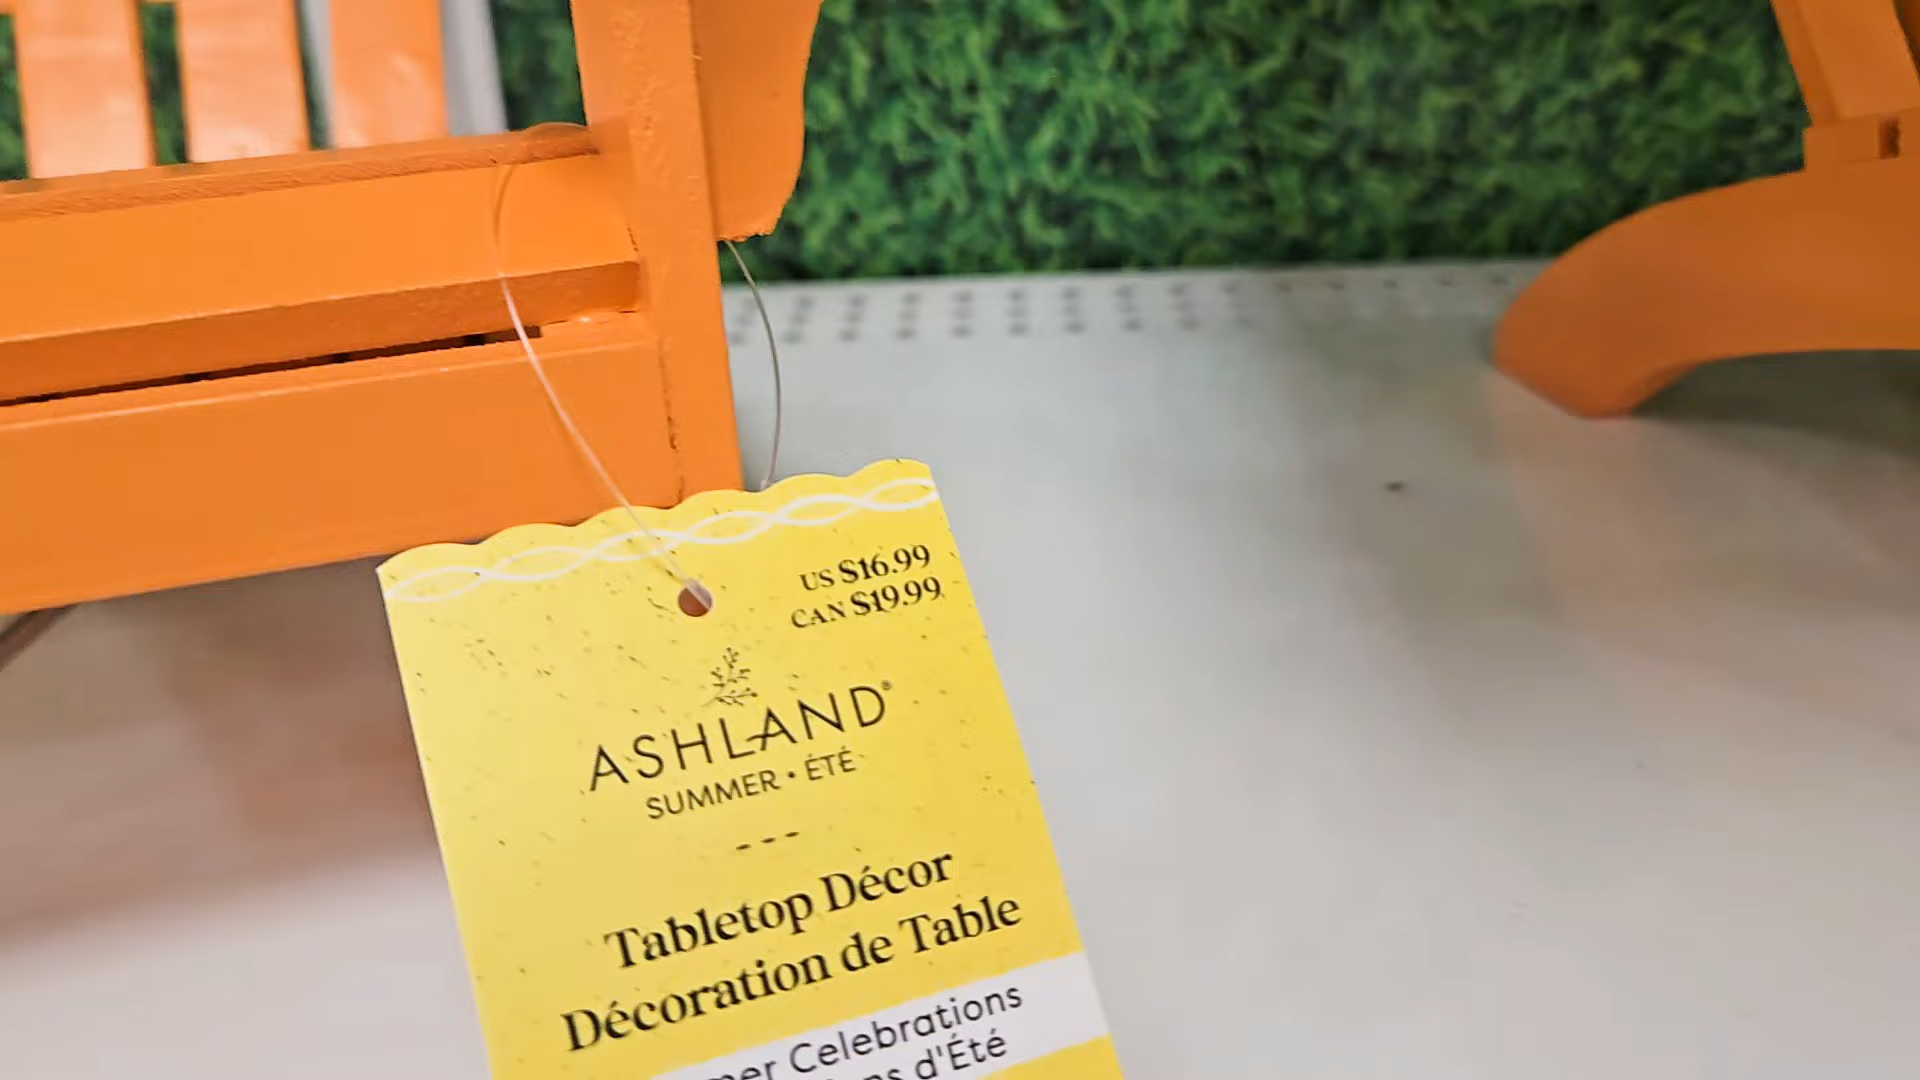 US $16.99
CAN $19.99
ASHLAND®
SUMMER • ÉTÉ
Tabletop Décor
Décoration de Table
Celebrations
d'Été